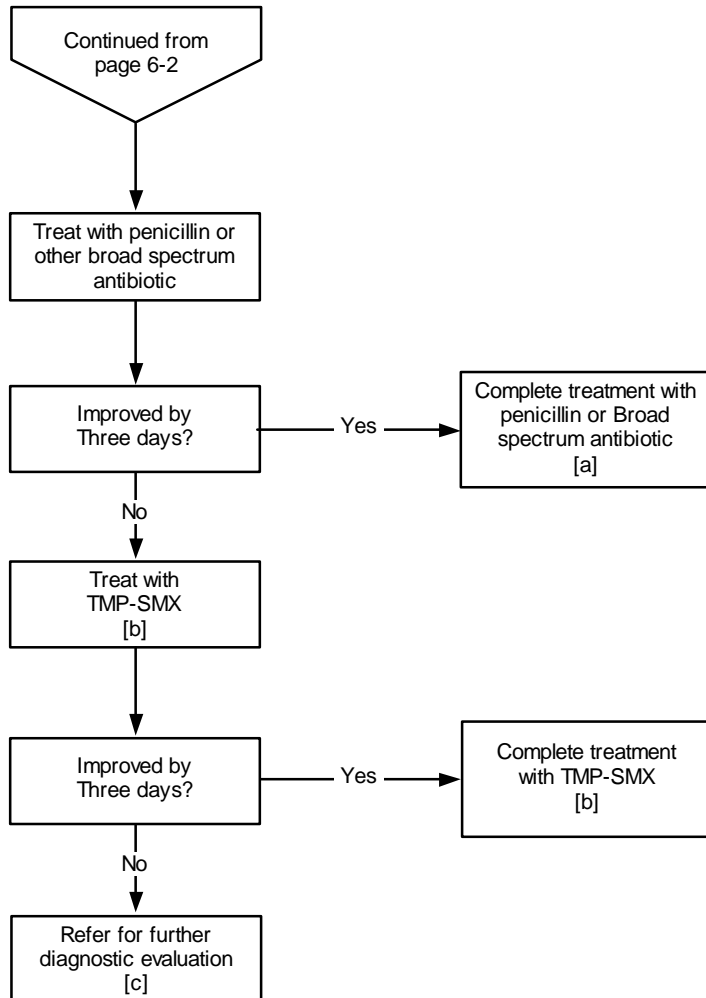 Continued from
page 6-2
Treat with penicillin or
other broad spectrum
antibiotic
Improved by
Three days?
Yes
Complete treatment with
penicillin or Broad
spectrum antibiotic
[a]
No
Treat with
TMP-SMX
[b]
Improved by
Three days?
Yes
Complete treatment
with TMP-SMX
[b]
No
Refer for further
diagnostic evaluation
[c]